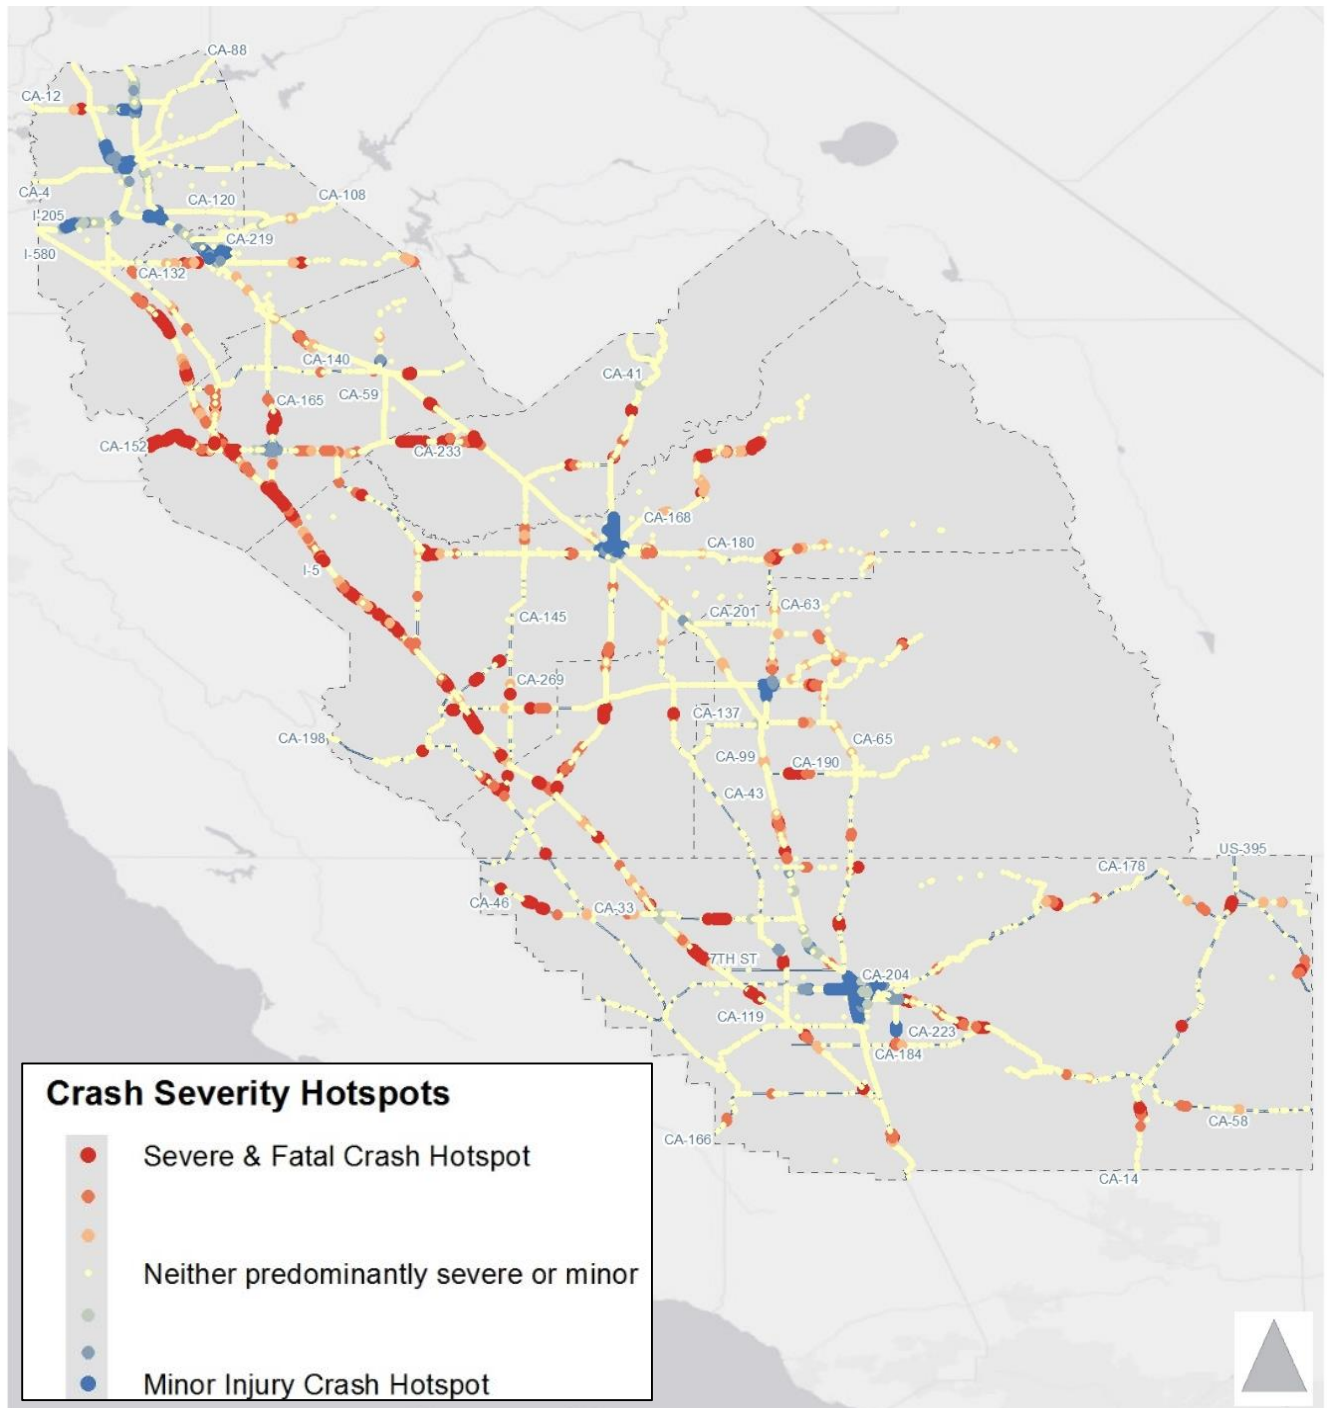 CA-88
CA-12
CA-4
CA-120
CA-108
I-205
CA-219
I-580
CA-132
CA-140
CA-41
CA-59
CA-165
CA-152
CA-233
CA-168
CA-180
I-5
CA-63
CA-201
CA-145
CA-269
CA-137
CA-198
CA-65
CA-99
CA-190
CA-43
US-395
CA-178
CA-46
CA-33
7TH ST
CA-204
CA-119
CA-223
CA-184
CA-58
CA-166
CA-14
Crash Severity Hotspots
Severe & Fatal Crash Hotspot
Neither predominantly severe or minor
Minor Injury Crash Hotspot